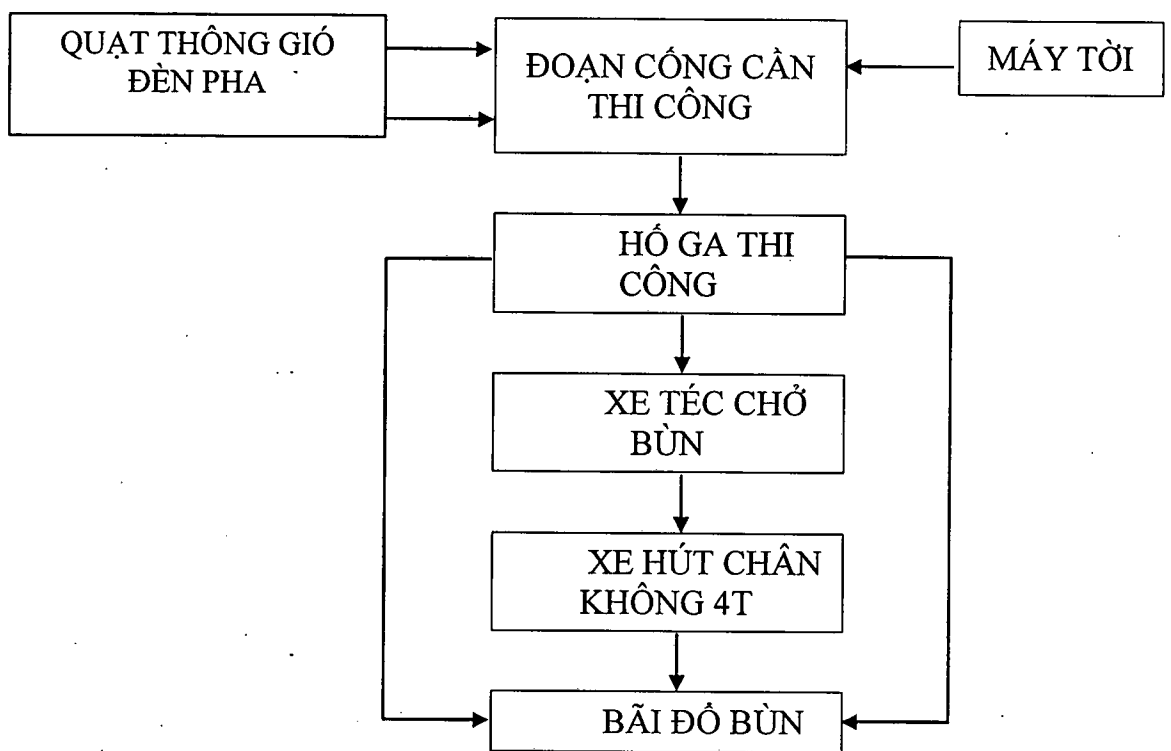 QUẠT THÔNG GIÓ
ĐÈN PHA
ĐOẠN CỐNG CẦN
THI CÔNG
MÁY TỜI
HỐ GA THI
CÔNG
XE TÉC CHỞ
BÙN
XE HÚT CHÂN
KHÔNG 4T
BÃI ĐỔ BÙN